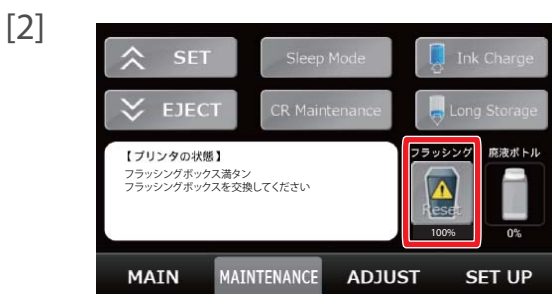 [2]
SET
Sleep Mode
Ink Charge
EJECT
CR Maintenance
Long Storage
【プリンタの状態】
フラッシングボックス満タン
フラッシングボックスを交換してください
フラッシング
廃液ボトル
Reset
100%
0%
MAIN
MAINTENANCE
ADJUST
SET UP